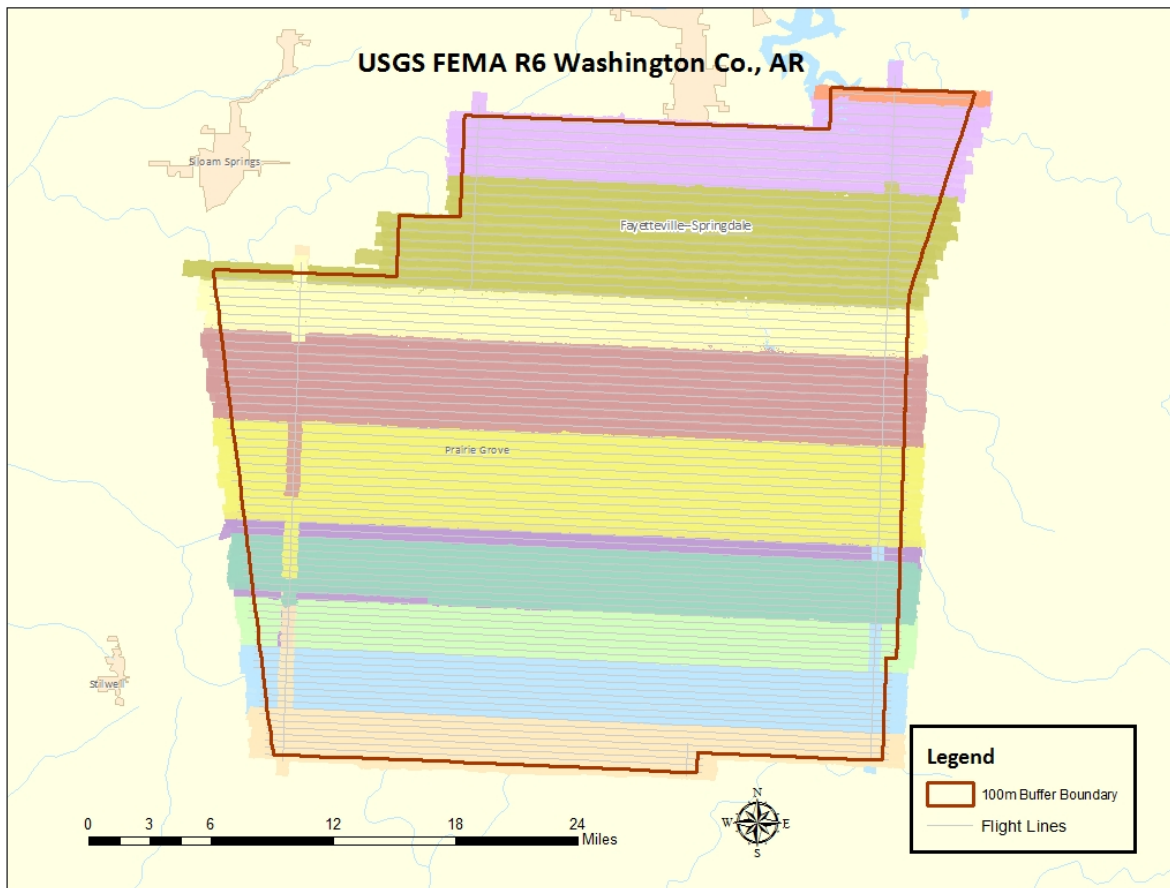 USGS FEMA R6 Washington Co., AR
Siloam Springs
Fayetteville-Springdale
Prairie Grove
Stilwell
Legend
100m Buffer Boundary
Flight Lines
0 3 6 12 18 24
Miles
N
W E
S